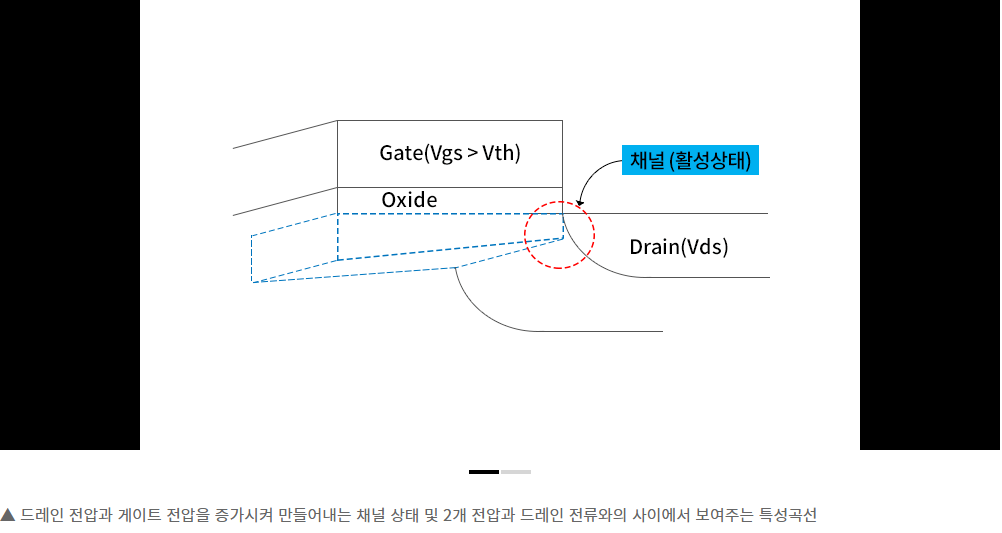 Gate(Vgs > Vth)
채널 (활성상태)
Oxide
Drain(Vds)
▲ 드레인 전압과 게이트 전압을 증가시켜 만들어내는 채널 상태 및 2개 전압과 드레인 전류와의 사이에서 보여주는 특성곡선